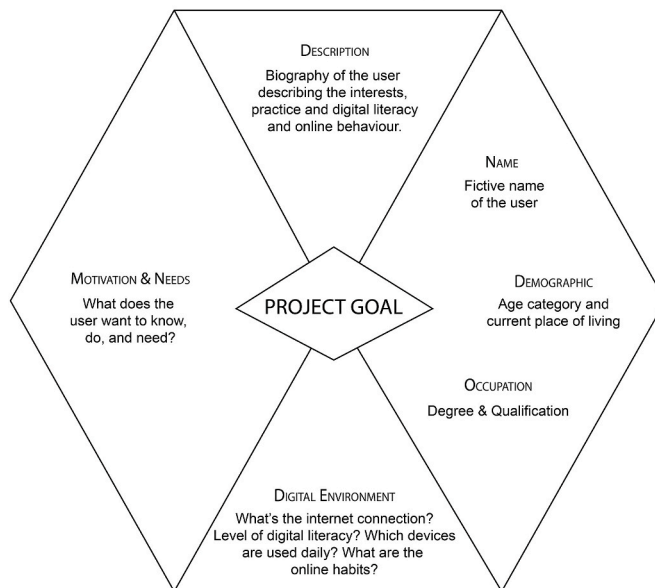 DESCRIPTION
Biography of the user
describing the interests,
practice and digital literacy
and online behaviour.
NAME
Fictive name
of the user
MOTIVATION & NEEDS
What does the
user want to know,
do, and need?
PROJECT GOAL
DEMOGRAPHIC
Age category and
current place of living
OCCUPATION
Degree & Qualification
DIGITAL ENVIRONMENT
What's the internet connection?
Level of digital literacy? Which devices
are used daily? What are the
online habits?